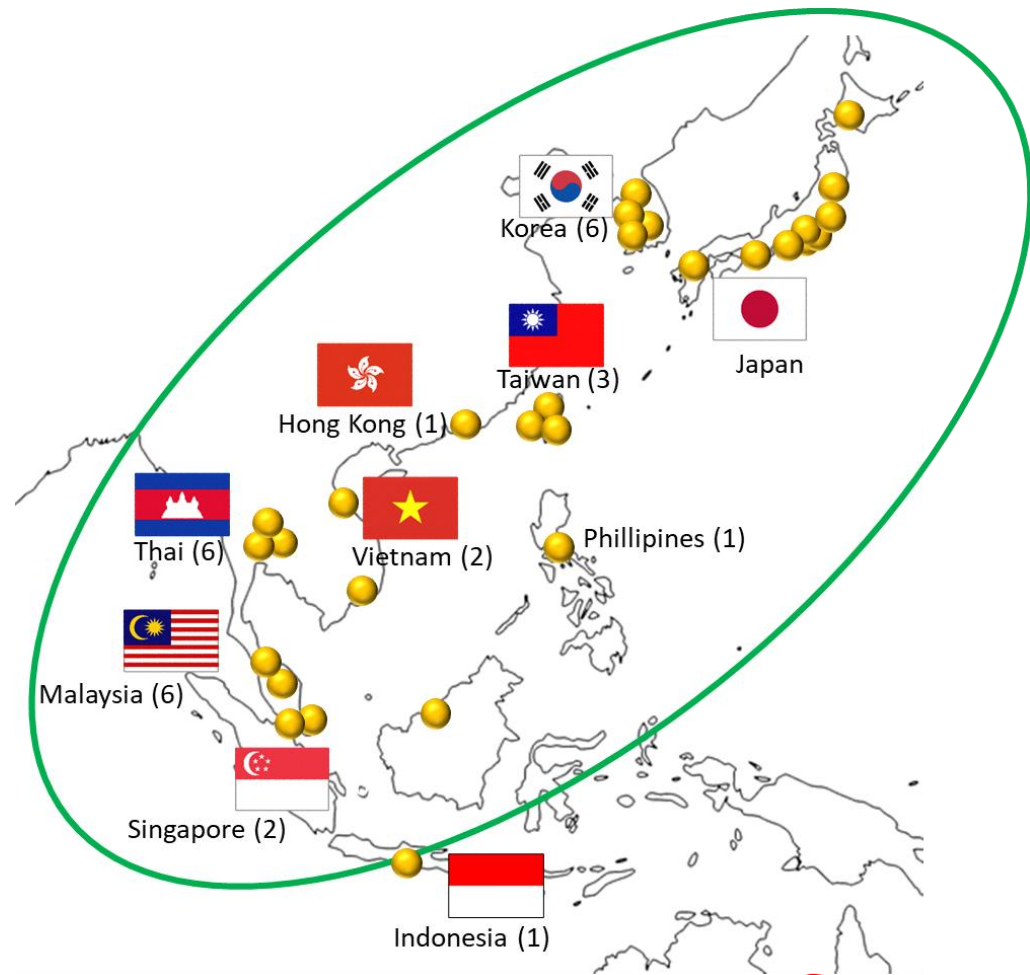 Korea (6)
Japan
Taiwan (3)
Hong Kong (1)
Thai (6)
Vietnam (2)
Phillipines (1)
Malaysia (6)
Singapore (2)
Indonesia (1)